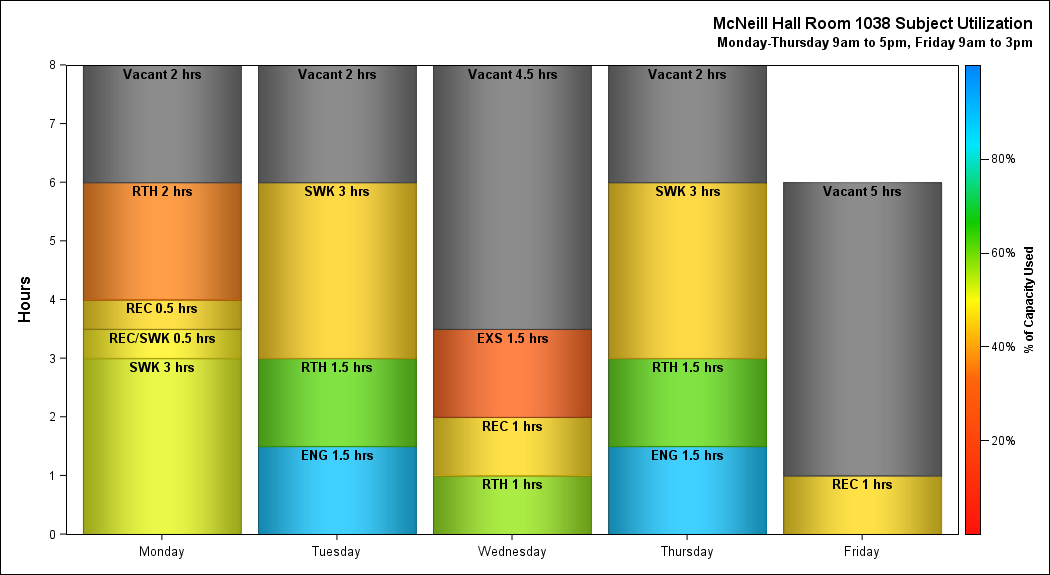 McNeill Hall Room 1038 Subject Utilization
Monday-Thursday 9am to 5pm, Friday 9am to 3pm
Hours
8
7
6
5
4
3
2
1
0
Vacant 2 hrs
RTH 2 hrs
REC 0.5 hrs
REC/SWK 0.5 hrs
SWK 3 hrs
Monday
Vacant 2 hrs
SWK 3 hrs
RTH 1.5 hrs
ENG 1.5 hrs
Tuesday
Vacant 4.5 hrs
EXS 1.5 hrs
REC 1 hrs
RTH 1 hrs
Wednesday
Vacant 2 hrs
SWK 3 hrs
RTH 1.5 hrs
ENG 1.5 hrs
Thursday
Vacant 5 hrs
REC 1 hrs
Friday
80%
60%
40%
20%
% of Capacity Used